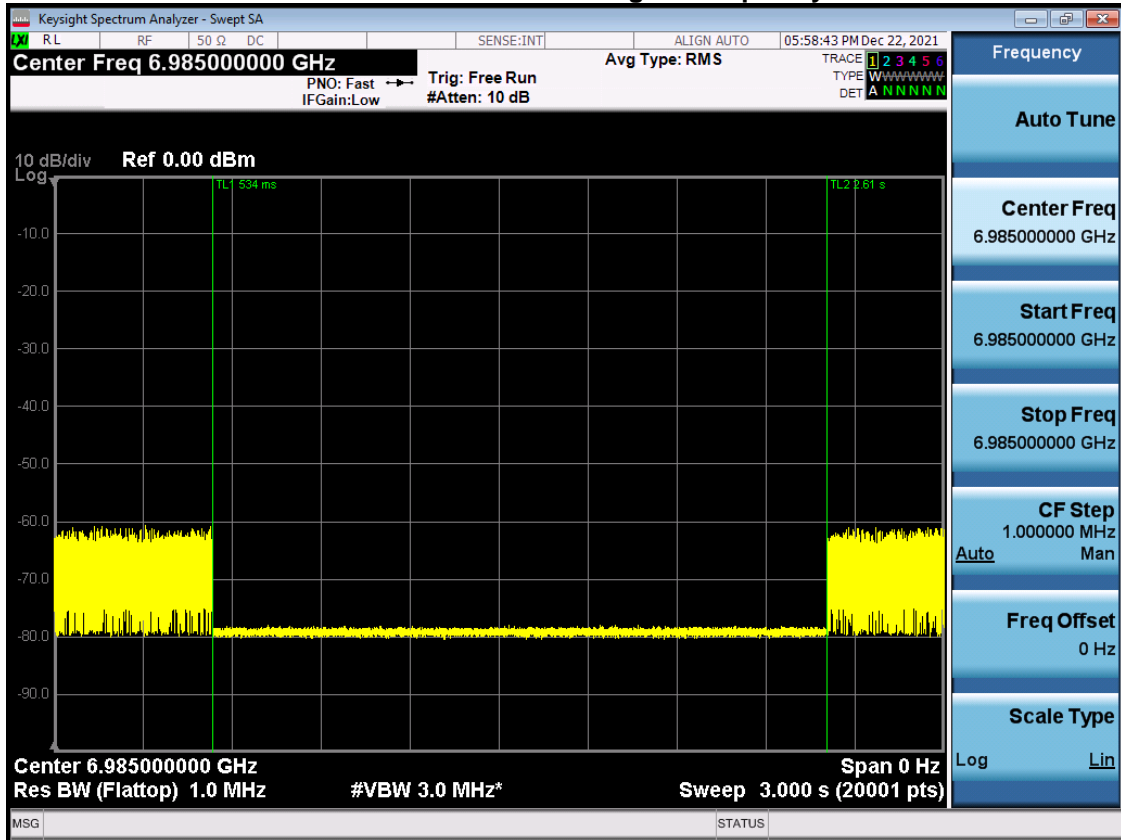 Keysight Spectrum Analyzer - Swept SA
LXI RL RF 50 Ω DC SENSE:INT ALIGN AUTO 05:58:43 PM Dec 22, 2021
Center Freq 6.985000000 GHz
PNO: Fast
IFGain:Low
Trig: Free Run
#Atten: 10 dB
Avg Type: RMS
TRACE 1 2 3 4 5 6
TYPE WWWWWWW
DET A N N N N N
10 dB/div Ref 0.00 dBm
Log
TL1 534 ms
TL2 2.61 s
-10.0
-20.0
-30.0
-40.0
-50.0
-60.0
-70.0
-80.0
-90.0
Center 6.985000000 GHz
Span 0 Hz
Res BW (Flattop) 1.0 MHz
#VBW 3.0 MHz*
Sweep 3.000 s (20001 pts)
MSG
STATUS
Frequency
Auto Tune
Center Freq
6.985000000 GHz
Start Freq
6.985000000 GHz
Stop Freq
6.985000000 GHz
CF Step
1.000000 MHz
Auto Man
Freq Offset
0 Hz
Scale Type
Log Lin